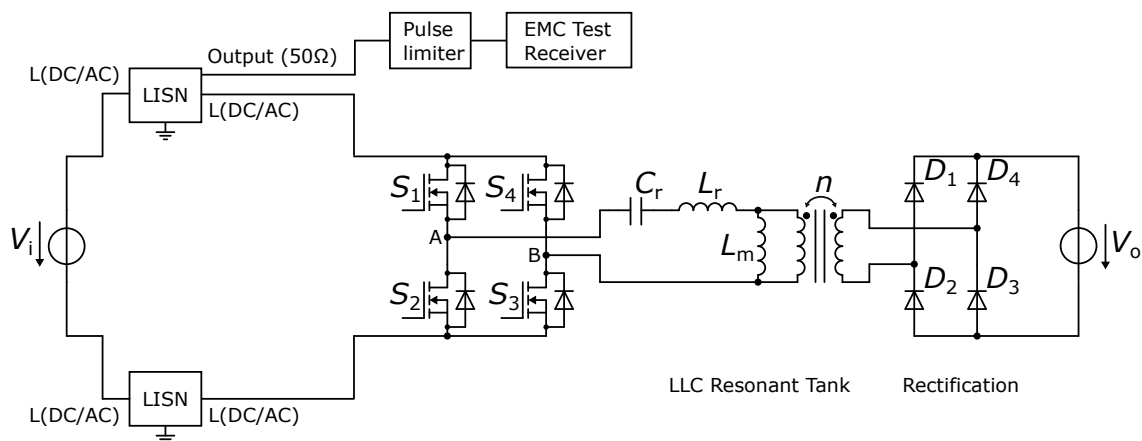 Pulse
limiter
EMC Test
Receiver
Output (50Ω)
L(DC/AC)
LISN
L(DC/AC)
S1
S4
Cr
Lr
n
D1
D4
A
Vi
B
Lm
Vo
S2
S3
D2
D3
LLC Resonant Tank
Rectification
LISN
L(DC/AC)
L(DC/AC)